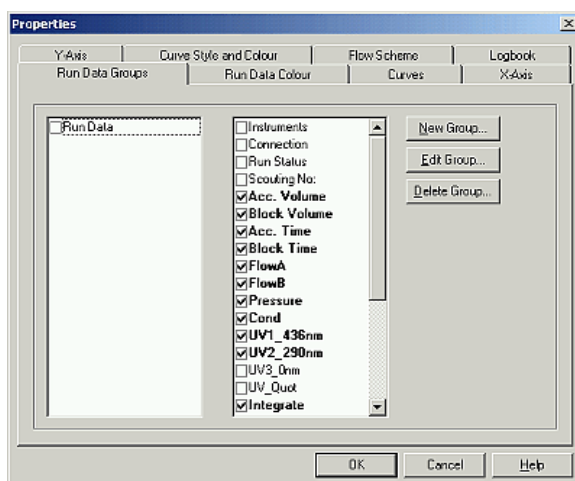 Properties
Y-Axis
Curve Style and Colour
Flow Scheme
Logbook
Run Data Groups
Run Data Colour
Curves
X-Axis
Run Data
Instruments
Connection
Run Status
Scouting No:
Acc. Volume
Block Volume
Acc. Time
Block Time
FlowA
FlowB
Pressure
Cond
UV1_436nm
UV2_290nm
UV3_0nm
UV_Quot
Integrate
New Group...
Edit Group...
Delete Group...
OK
Cancel
Help